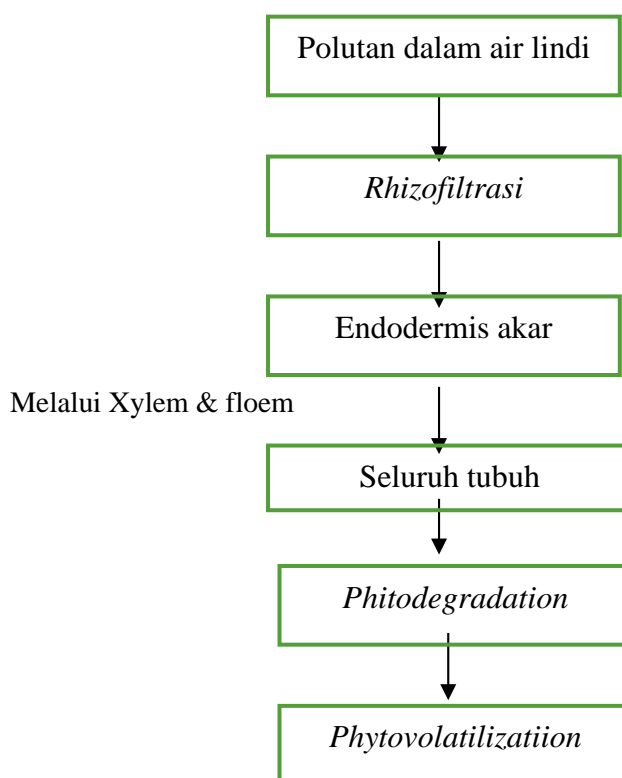 Polutan dalam air lindi
Rhizofiltrasi
Endodermis akar
Melalui Xylem & floem
Seluruh tubuh
Phitodegradation
Phytovolatilizatiion